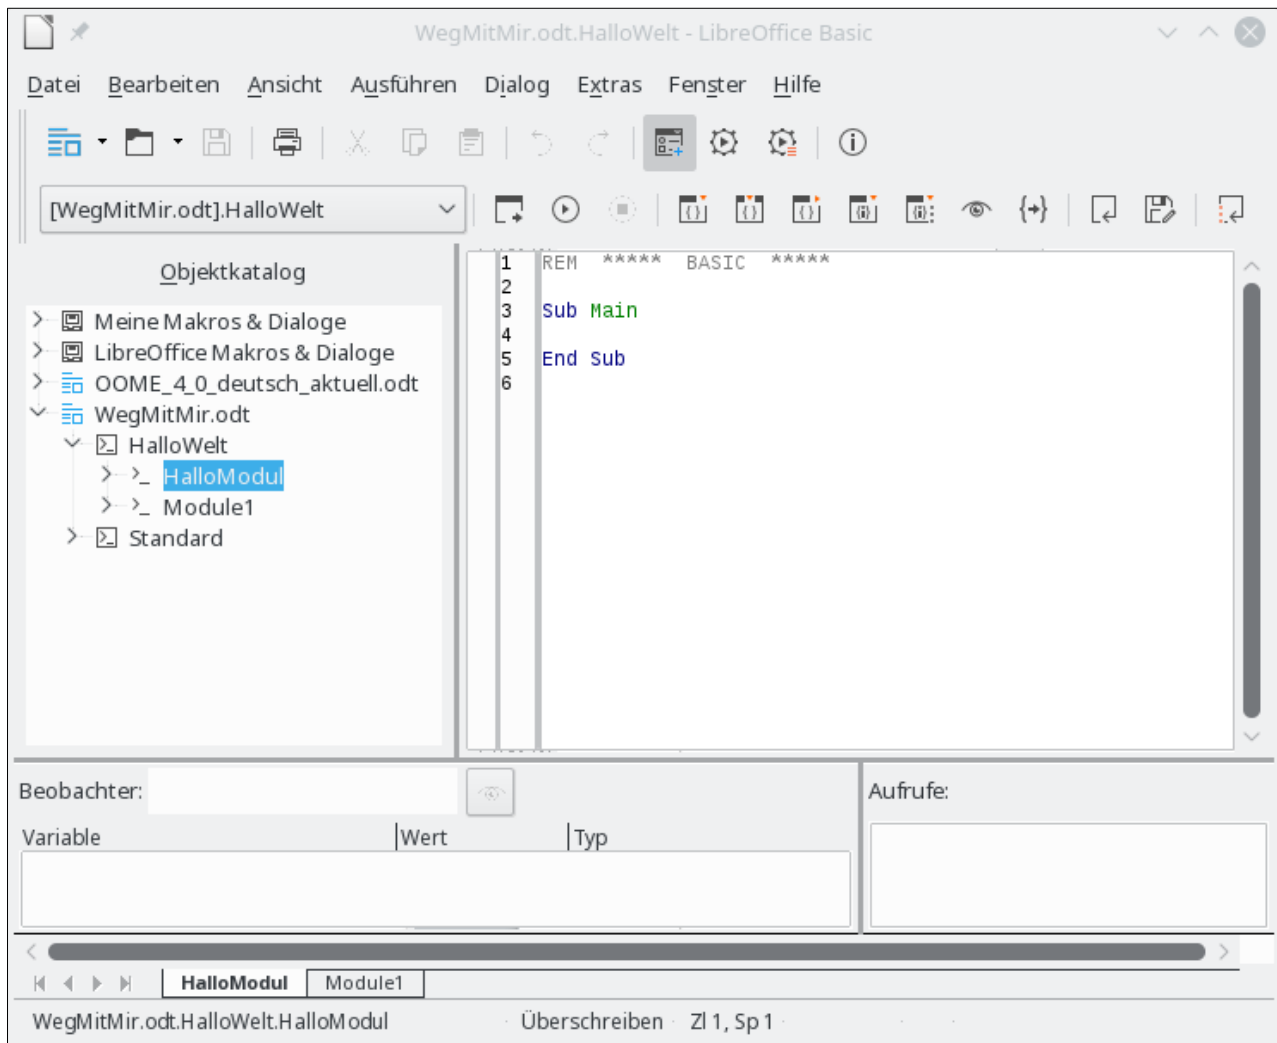 WegMitMir.odt.HalloWelt - LibreOffice Basic
Datei Bearbeiten Ansicht Ausführen Dialog Extras Fenster Hilfe
[WegMitMir.odt].HalloWelt
Objektkatalog
Meine Makros & Dialoge
LibreOffice Makros & Dialoge
OOME_4_0_deutsch_aktuell.odt
WegMitMir.odt
HalloWelt
HalloModul
Module1
Standard
1 REM ***** BASIC *****
2
3 Sub Main
4
5 End Sub
6
Beobachter:
Aufrufe:
Variable Wert Typ
HalloModul Module1
WegMitMir.odt.HalloWelt.HalloModul Überschreiben Zl 1, Sp 1